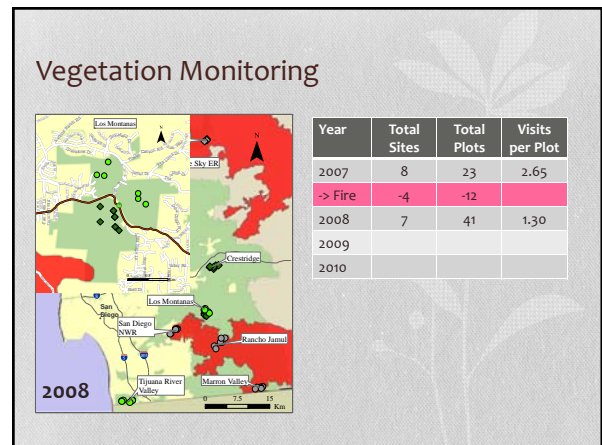 Vegetation Monitoring
Los Montanas
N
N
e Sky ER
Crestridge
Los Montanas
San
Diego
San Diego
NWR
Rancho Jamul
Tijuana River
Valley
Marron Valley
2008
0 7.5 15
Km
Year Total Sites Total Plots Visits per Plot
2007 8 23 2.65
-> Fire -4 -12
2008 7 41 1.30
2009
2010